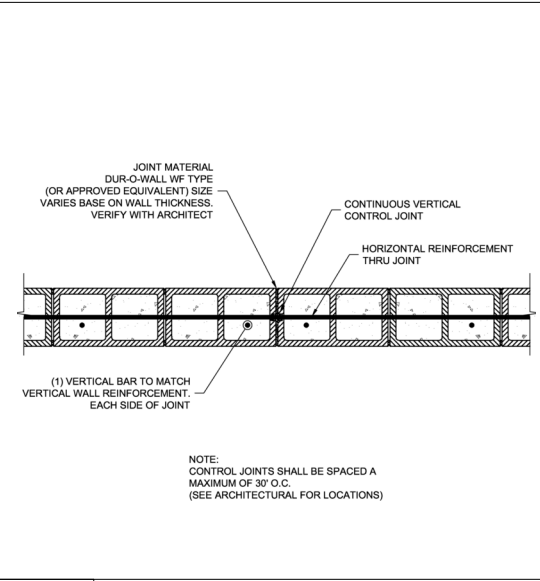 JOINT MATERIAL
DUR-O-WALL WF TYPE
(OR APPROVED EQUIVALENT) SIZE
VARIES BASE ON WALL THICKNESS.
VERIFY WITH ARCHITECT
CONTINUOUS VERTICAL
CONTROL JOINT
HORIZONTAL REINFORCEMENT
THRU JOINT
(1) VERTICAL BAR TO MATCH
VERTICAL WALL REINFORCEMENT.
EACH SIDE OF JOINT
NOTE:
CONTROL JOINTS SHALL BE SPACED A
MAXIMUM OF 30' O.C.
(SEE ARCHITECTURAL FOR LOCATIONS)